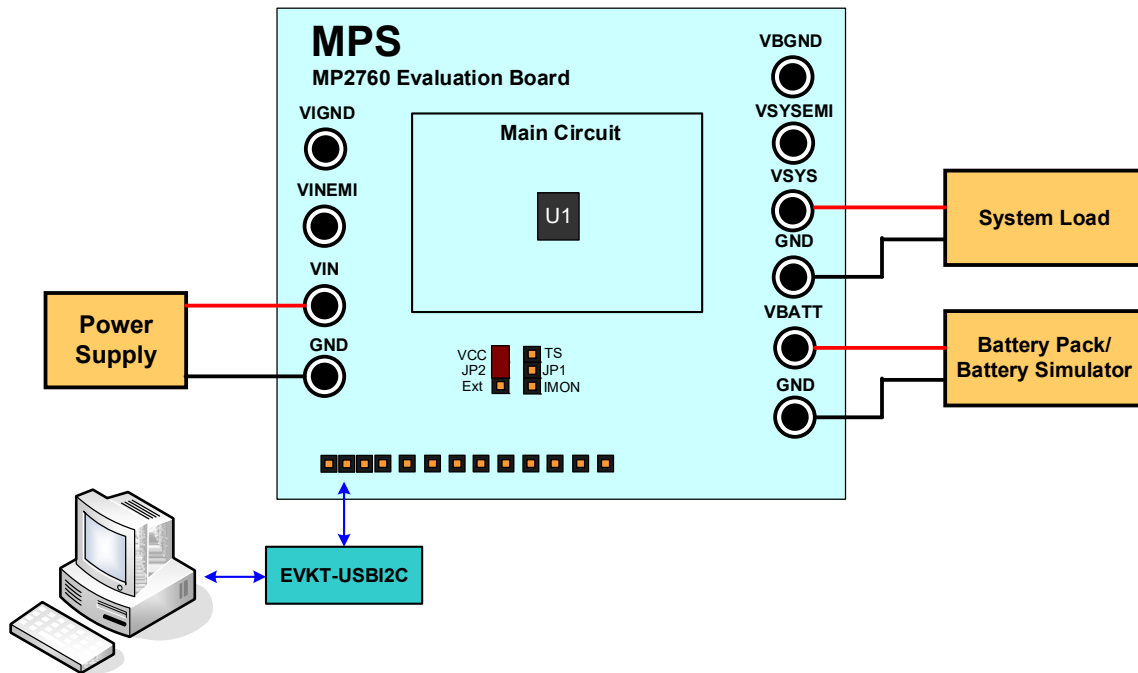 MPS
MP2760 Evaluation Board
VIGND
VINEMI
VIN
GND
Main Circuit
U1
VBGND
VSYSEMI
VSYS
GND
VBATT
GND
VCC
JP2
Ext
TS
JP1
IMON
Power
Supply
System Load
Battery Pack/
Battery Simulator
EVKT-USBI2C